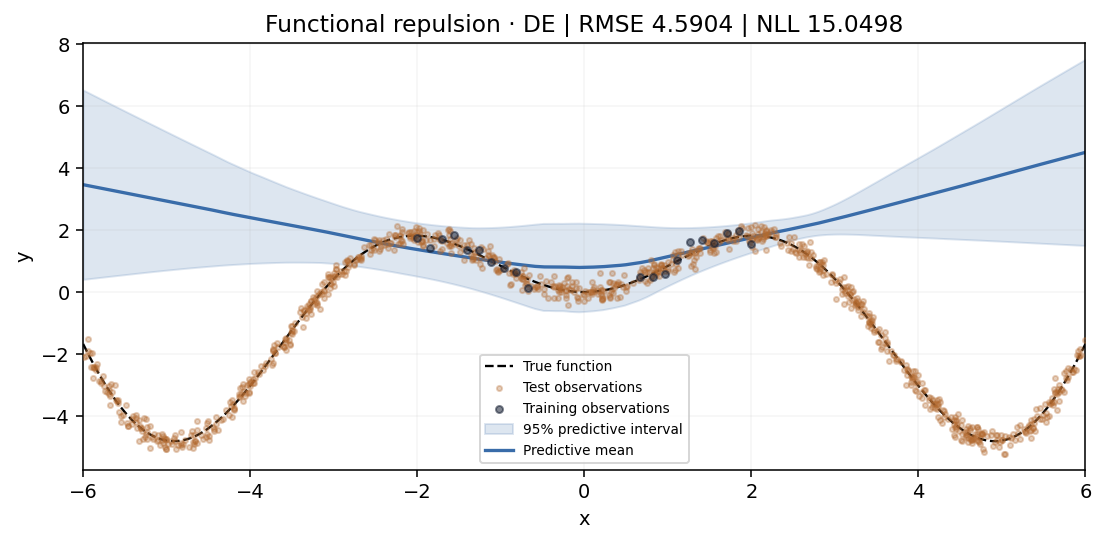 Functional repulsion · DE | RMSE 4.5904 | NLL 15.0498
8
6
4
2
0
−2
−4
y
True function
Test observations
Training observations
95% predictive interval
Predictive mean
−6
−4
−2
0
2
4
6
x